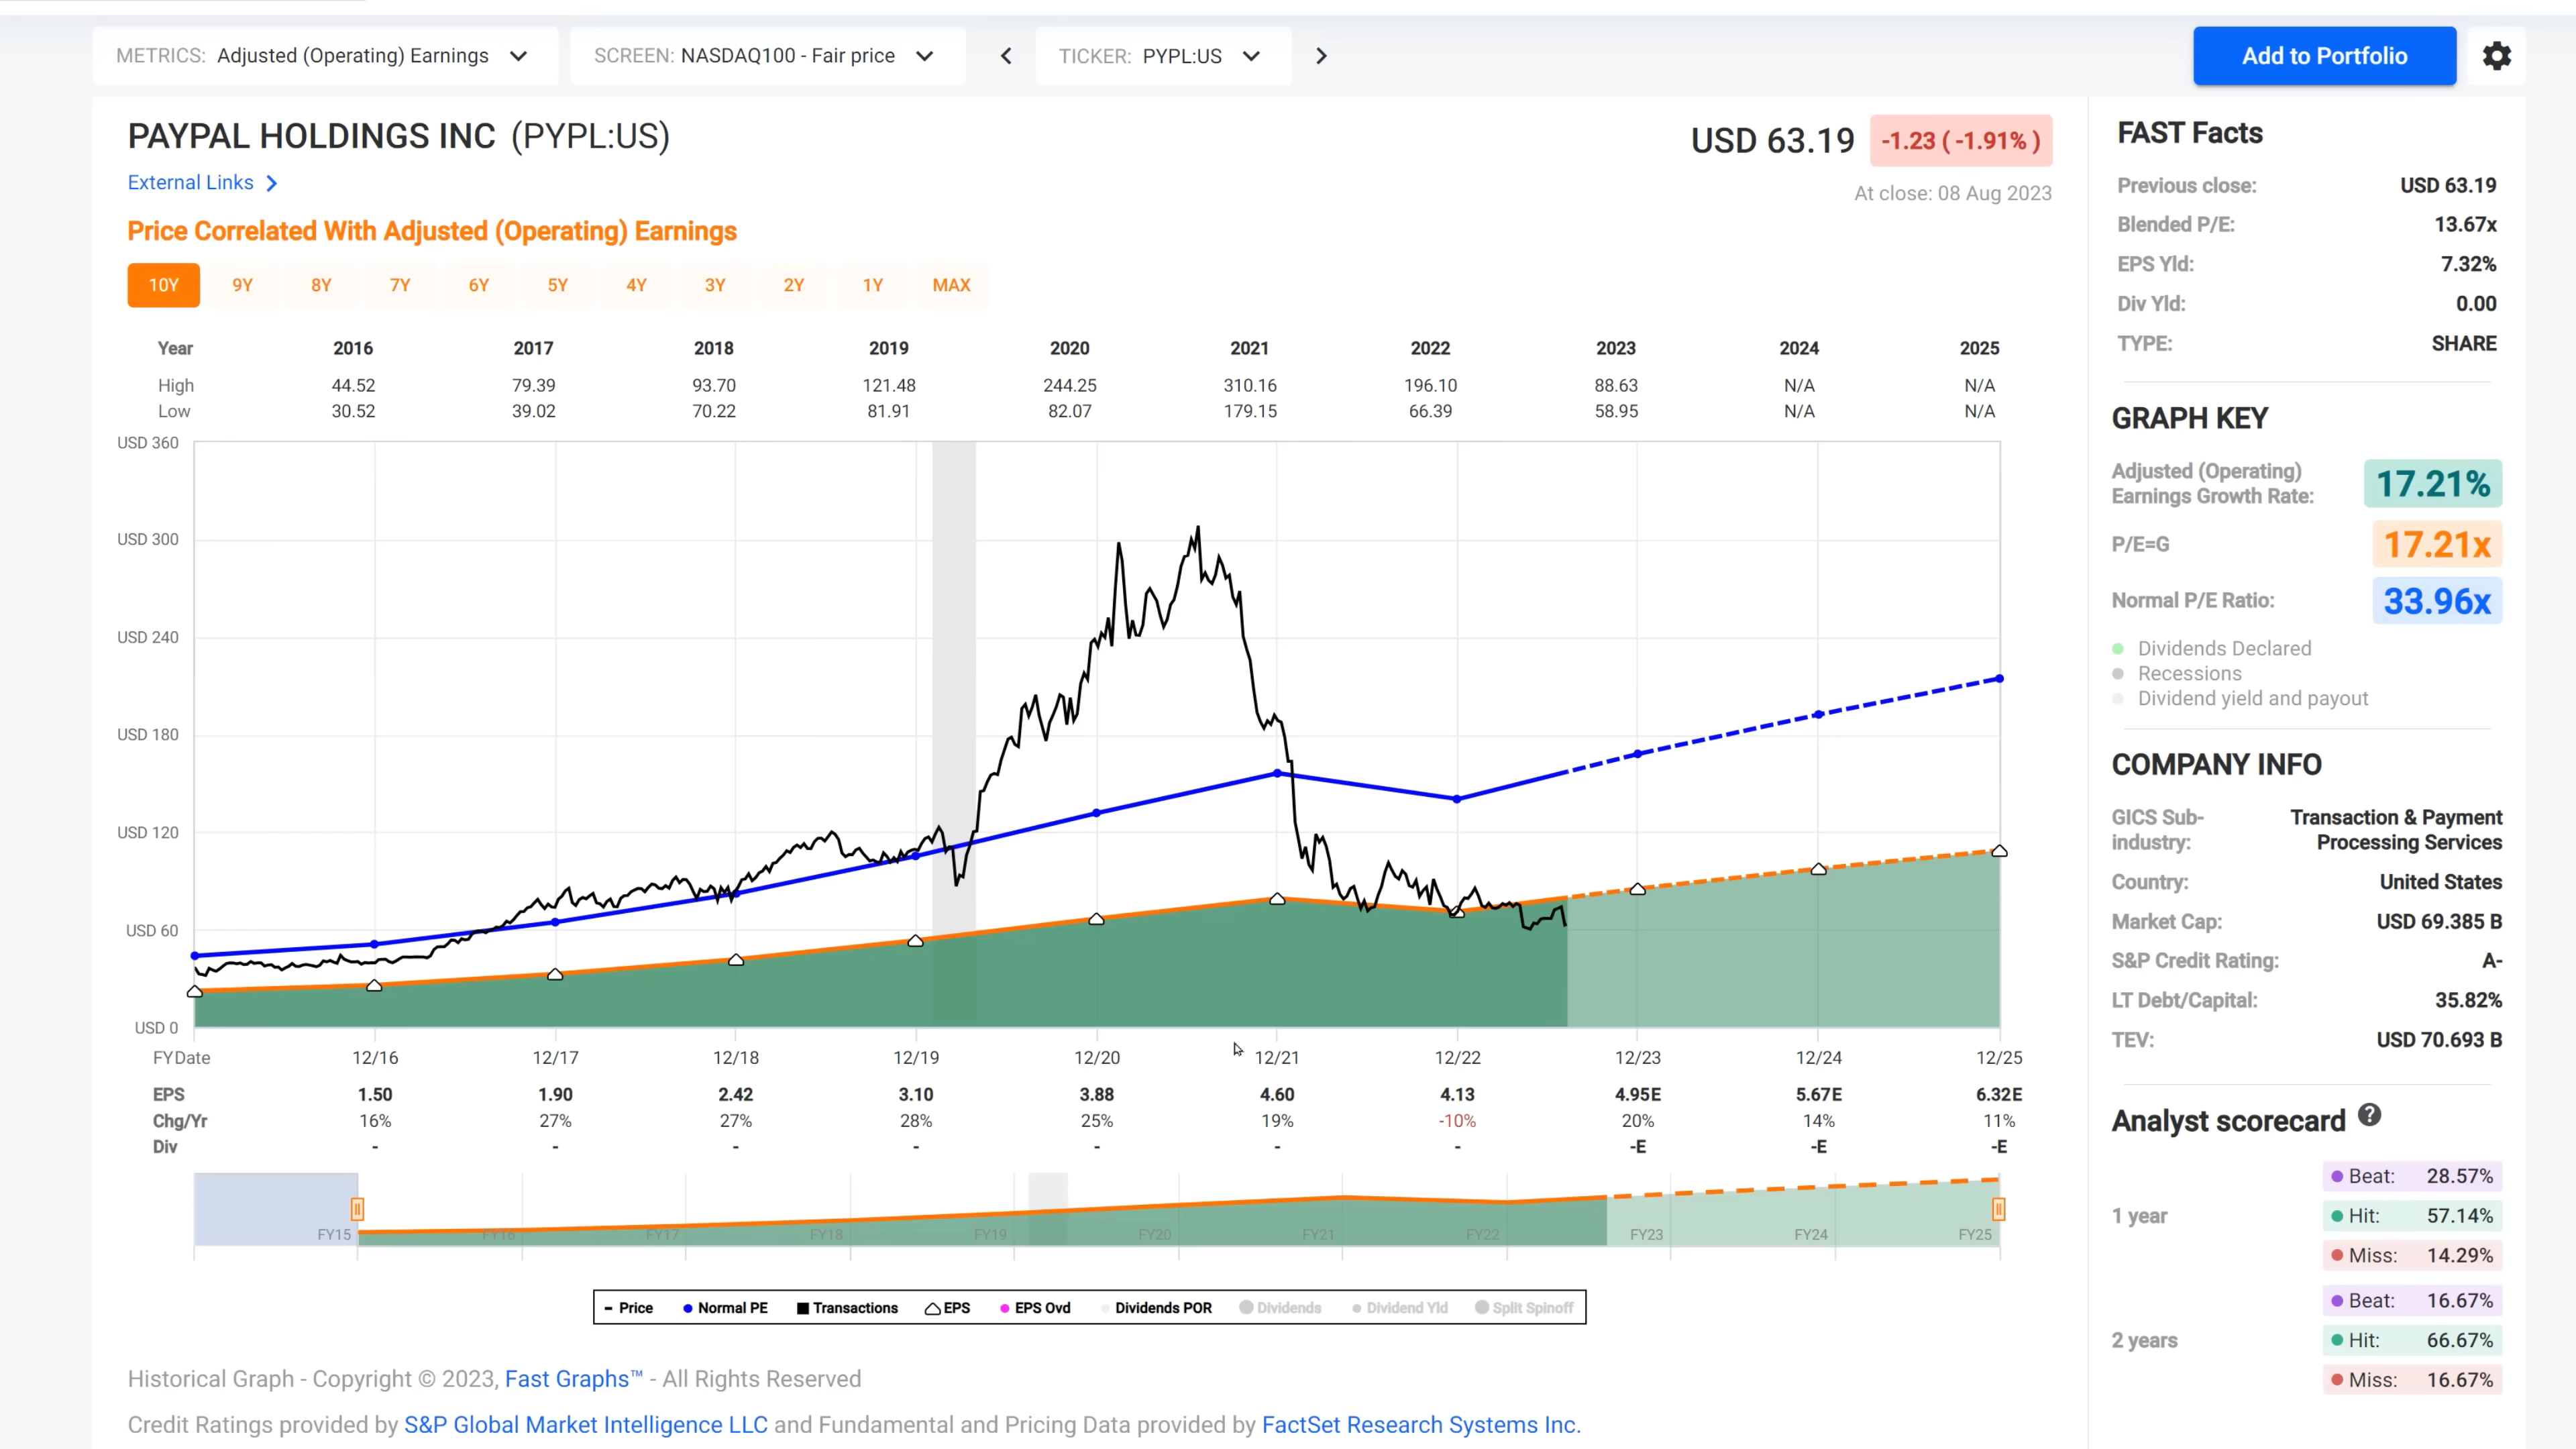 METRICS: Adjusted (Operating) Earnings
SCREEN: NASDAQ100 - Fair price
TICKER: PYPL:US
Add to Portfolio
PAYPAL HOLDINGS INC (PYPL:US)
USD 63.19 -1.23 ( -1.91% )
External Links
At close: 08 Aug 2023
Price Correlated With Adjusted (Operating) Earnings
10Y 9Y 8Y 7Y 6Y 5Y 4Y 3Y 2Y 1Y MAX
Year 2016 2017 2018 2019 2020 2021 2022 2023 2024 2025
High 44.52 79.39 93.70 121.48 244.25 310.16 196.10 88.63 N/A N/A
Low 30.52 39.02 70.22 81.91 82.07 179.15 66.39 58.95 N/A N/A
USD 360
USD 300
USD 240
USD 180
USD 120
USD 60
USD 0
FYDate 12/16 12/17 12/18 12/19 12/20 12/21 12/22 12/23 12/24 12/25
EPS 1.50 1.90 2.42 3.10 3.88 4.60 4.13 4.95E 5.67E 6.32E
Chg/Yr 16% 27% 27% 28% 25% 19% -10% 20% 14% 11%
Div - - - - - - - -E -E -E
FY15 FY16 FY17 FY18 FY19 FY20 FY21 FY22 FY23 FY24 FY25
Price Normal PE Transactions EPS EPS Ovd Dividends POR Dividends Dividend Yld Split Spinoff
Historical Graph - Copyright © 2023, Fast Graphs™ - All Rights Reserved
Credit Ratings provided by S&P Global Market Intelligence LLC and Fundamental and Pricing Data provided by FactSet Research Systems Inc.
FAST Facts
Previous close: USD 63.19
Blended P/E: 13.67x
EPS Yld: 7.32%
Div Yld: 0.00
TYPE: SHARE
GRAPH KEY
Adjusted (Operating)
Earnings Growth Rate: 17.21%
P/E=G 17.21x
Normal P/E Ratio: 33.96x
Dividends Declared
Recessions
Dividend yield and payout
COMPANY INFO
GICS Sub- Transaction & Payment
industry: Processing Services
Country: United States
Market Cap: USD 69.385 B
S&P Credit Rating: A-
LT Debt/Capital: 35.82%
TEV: USD 70.693 B
Analyst scorecard ?
Beat: 28.57%
1 year Hit: 57.14%
Miss: 14.29%
Beat: 16.67%
2 years Hit: 66.67%
Miss: 16.67%